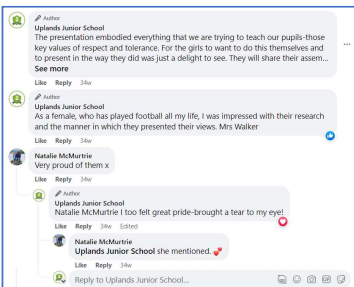 Author
Uplands Junior School
The presentation embodied everything that we are trying to teach our pupils-those
key values of respect and tolerance. For the girls to want to do this themselves and
to present in the way they did was just a delight to see. They will share their assem...
See more
Like Reply 34w
Author
Uplands Junior School
As a female, who has played football all my life, I was impressed with their research
and the manner in which they presented their views. Mrs Walker
Like Reply 34w
Natalie McMurtrie
Very proud of them x
Like Reply 34w
Author
Uplands Junior School
Natalie McMurtrie I too felt great pride-brought a tear to my eye!
Like Reply 34w Edited
Natalie McMurtrie
Uplands Junior School she mentioned. 💕
Like Reply 34w
Reply to Uplands Junior School...